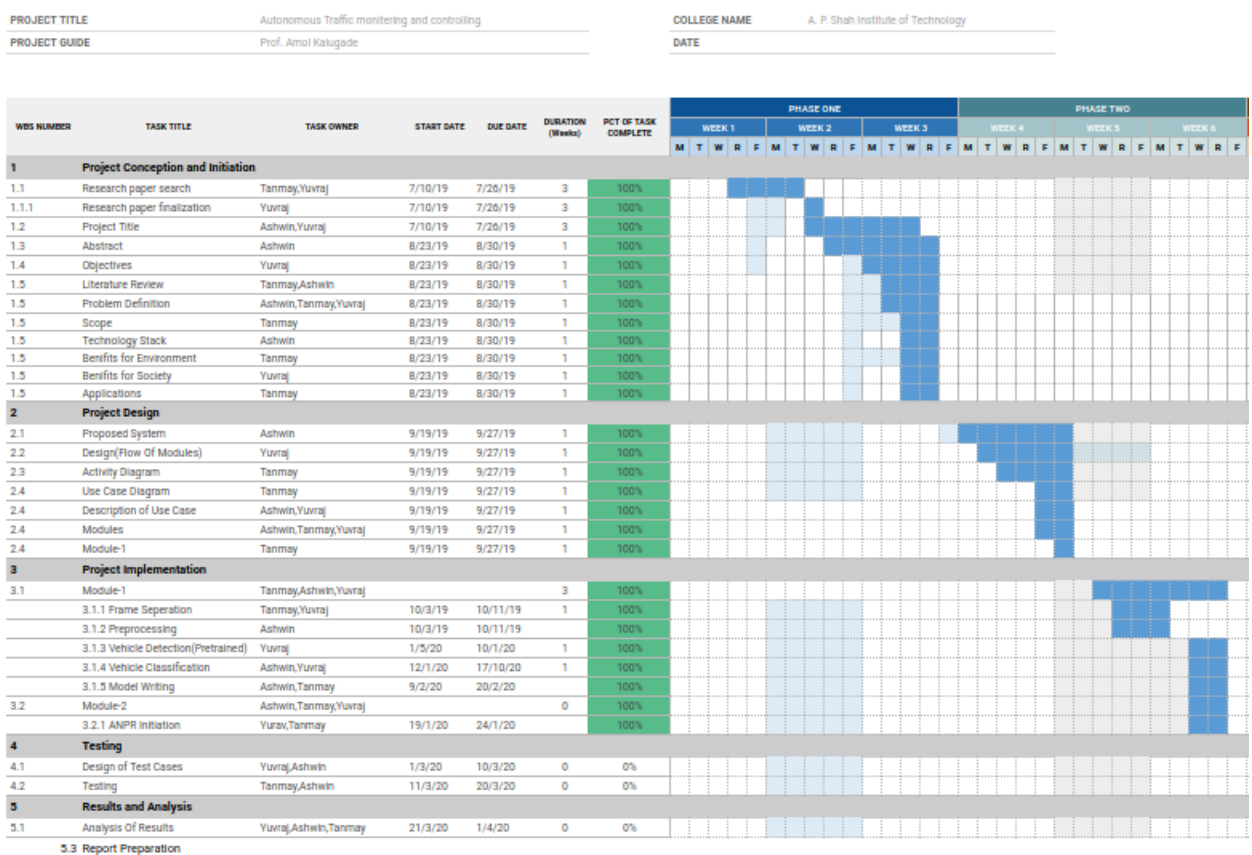 PROJECT TITLE Autonomous Traffic monitoring and controlling COLLEGE NAME A. P. Shah Institute of Technology
PROJECT GUIDE Prof. Amol Kalugade DATE
PHASE ONE PHASE TWO
WBS NUMBER TASK TITLE TASK OWNER START DATE DUE DATE DURATION (Weeks) PCT OF TASK COMPLETE WEEK 1 WEEK 2 WEEK 3 WEEK 4 WEEK 5 WEEK 6
M T W R F M T W R F M T W R F M T W R F M T W R F M T W R F
1 Project Conception and Initiation
1.1 Research paper search Tanmay,Yuvraj 7/10/19 7/26/19 3 100%
1.1.1 Research paper finalization Yuvraj 7/10/19 7/26/19 3 100%
1.2 Project Title Ashwin,Yuvraj 7/10/19 7/26/19 3 100%
1.3 Abstract Ashwin 8/23/19 8/30/19 1 100%
1.4 Objectives Yuvraj 8/23/19 8/30/19 1 100%
1.5 Literature Review Tanmay,Ashwin 8/23/19 8/30/19 1 100%
1.5 Problem Definition Ashwin,Tanmay,Yuvraj 8/23/19 8/30/19 1 100%
1.5 Scope Tanmay 8/23/19 8/30/19 1 100%
1.5 Technology Stack Ashwin 8/23/19 8/30/19 1 100%
1.5 Benifits for Environment Tanmay 8/23/19 8/30/19 1 100%
1.5 Benifits for Society Yuvraj 8/23/19 8/30/19 1 100%
1.5 Applications Tanmay 8/23/19 8/30/19 1 100%
2 Project Design
2.1 Proposed System Ashwin 9/19/19 9/27/19 1 100%
2.2 Design(Flow Of Modules) Yuvraj 9/19/19 9/27/19 1 100%
2.3 Activity Diagram Tanmay 9/19/19 9/27/19 1 100%
2.4 Use Case Diagram Tanmay 9/19/19 9/27/19 1 100%
2.4 Description of Use Case Ashwin,Yuvraj 9/19/19 9/27/19 1 100%
2.4 Modules Ashwin,Tanmay,Yuvraj 9/19/19 9/27/19 1 100%
2.4 Module-1 Tanmay 9/19/19 9/27/19 1 100%
3 Project Implementation
3.1 Module-1 Tanmay,Ashwin,Yuvraj 3 100%
3.1.1 Frame Seperation Tanmay,Yuvraj 10/3/19 10/11/19 1 100%
3.1.2 Preprocessing Ashwin 10/3/19 10/11/19 100%
3.1.3 Vehicle Detection(Pretrained) Yuvraj 1/5/20 10/1/20 1 100%
3.1.4 Vehicle Classification Ashwin,Yuvraj 12/1/20 17/10/20 1 100%
3.1.5 Model Writing Ashwin,Tanmay 9/2/20 20/2/20 100%
3.2 Module-2 Ashwin,Tanmay,Yuvraj 0 100%
3.2.1 ANPR Initiation Yurav,Tanmay 19/1/20 24/1/20 100%
4 Testing
4.1 Design of Test Cases Yuvraj,Ashwin 1/3/20 10/3/20 0 0%
4.2 Testing Tanmay,Ashwin 11/3/20 20/3/20 0 0%
5 Results and Analysis
5.1 Analysis Of Results Yuvraj,Ashwin,Tanmay 21/3/20 1/4/20 0 0%
5.3 Report Preparation